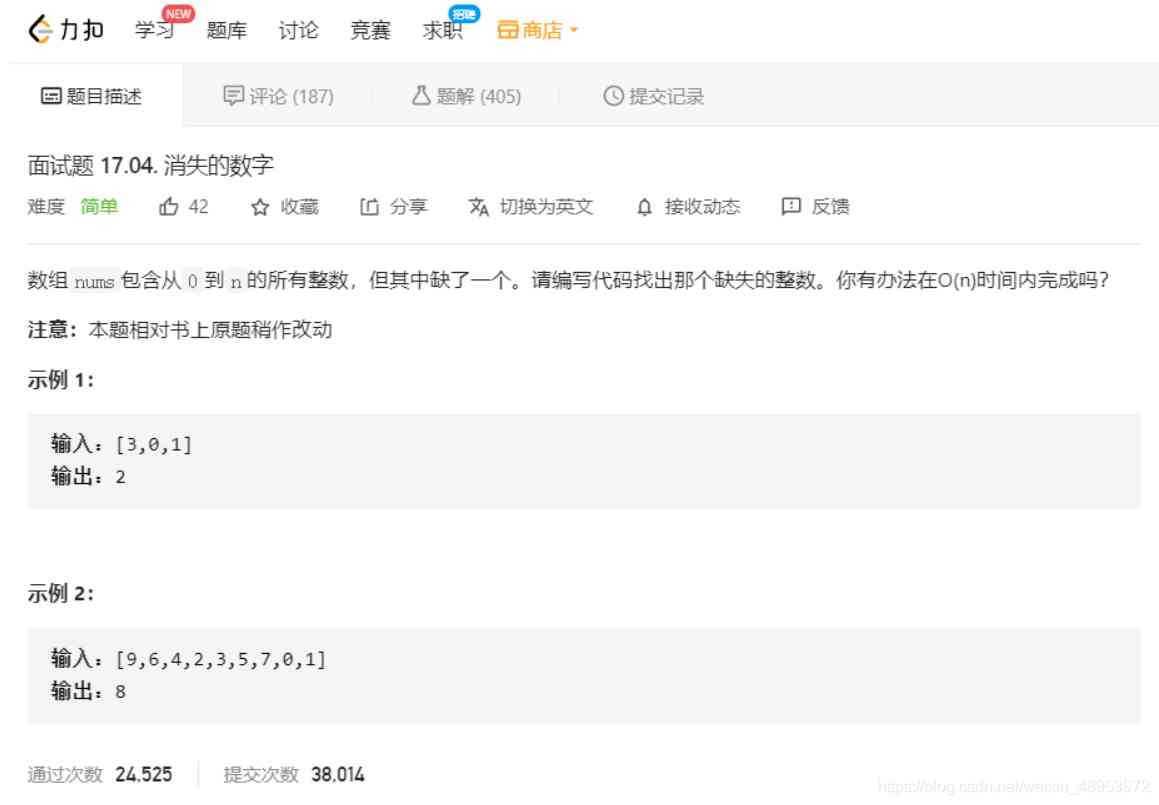 力扣 学习 NEW 题库 讨论 竞赛 求职 招聘 商店
题目描述 评论 (187) 题解 (405) 提交记录
面试题 17.04. 消失的数字
难度 简单 42 收藏 分享 切换为英文 接收动态 反馈
数组 nums 包含从 0 到 n 的所有整数，但其中缺了一个。请编写代码找出那个缺失的整数。你有办法在O(n)时间内完成吗？
注意：本题相对书上原题稍作改动
示例 1：
输入：[3,0,1]
输出：2
示例 2：
输入：[9,6,4,2,3,5,7,0,1]
输出：8
通过次数 24,525 提交次数 38,014